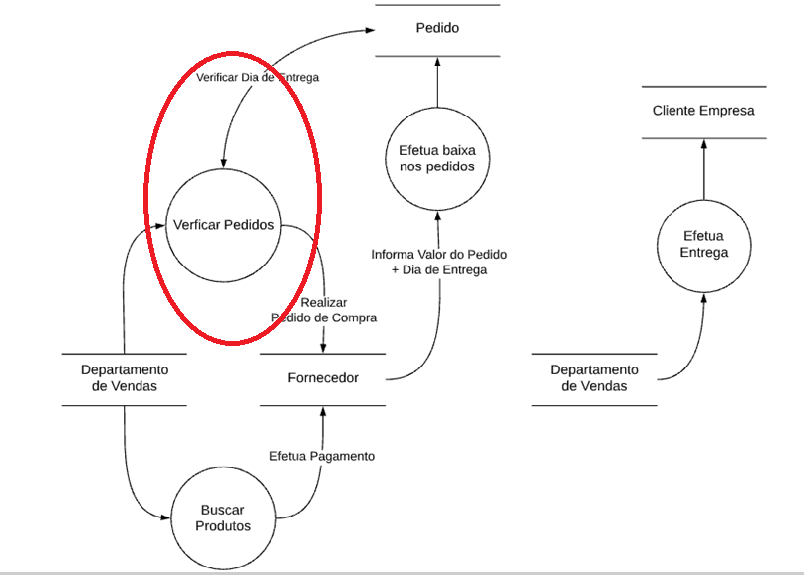 Pedido
Verificar Dia de Entrega
Cliente Empresa
Efetua baixa
nos pedidos
Verficar Pedidos
Efetua
Entrega
Informa Valor do Pedido
+ Dia de Entrega
Realizar
Pedido de Compra
Departamento
de Vendas
Fornecedor
Departamento
de Vendas
Efetua Pagamento
Buscar
Produtos